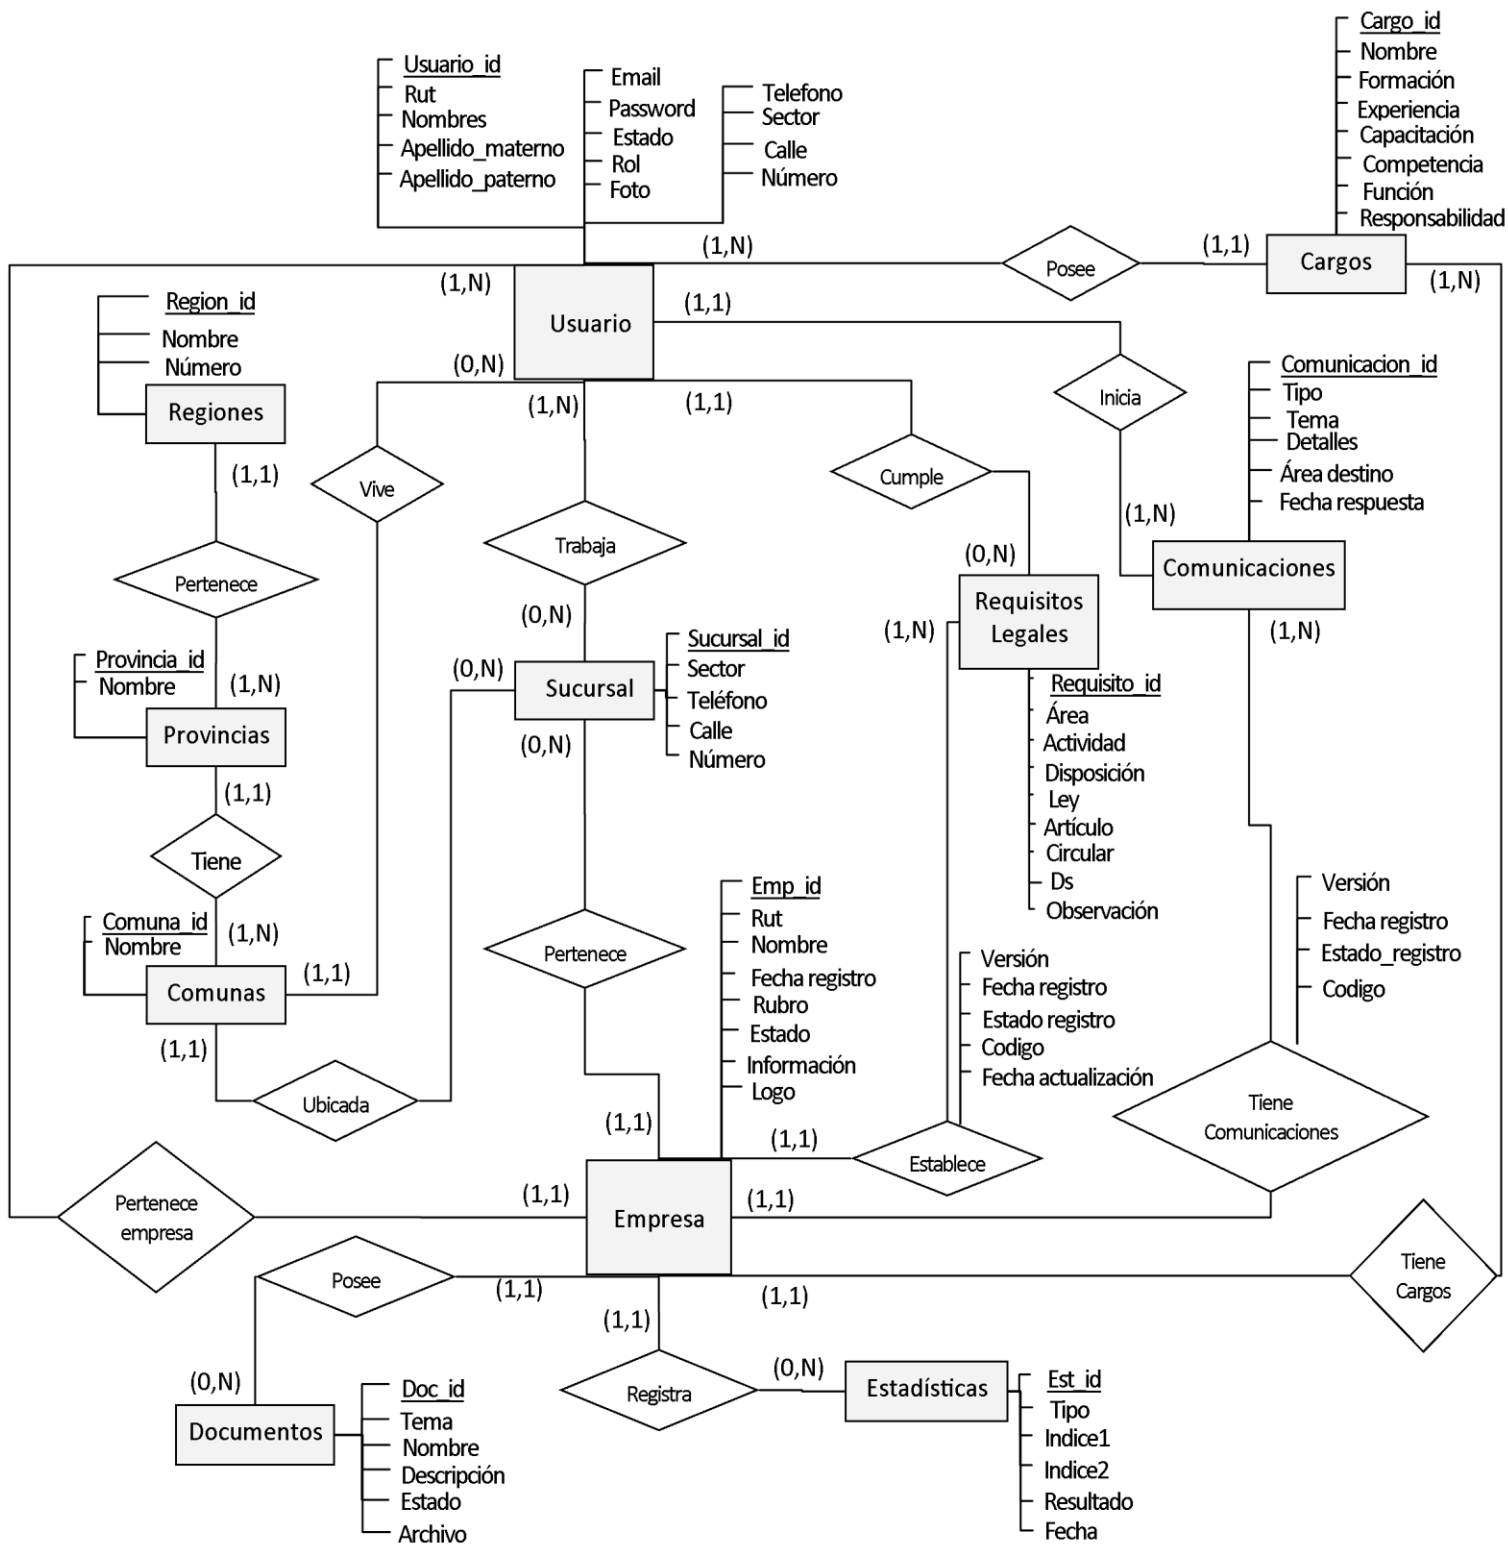 Cargo_id
Nombre
Formación
Experiencia
Capacitación
Competencia
Función
Responsabilidad
Usuario_id
Rut
Nombres
Apellido_materno
Apellido_paterno
Email
Password
Estado
Rol
Foto
Telefono
Sector
Calle
Número
(1,N)
Posee
(1,1)
Cargos
(1,N)
(1,N)
Usuario
(1,1)
Region_id
Nombre
Número
Regiones
(1,1)
(0,N)
(1,N)
(1,1)
Vive
Cumple
Inicia
Comunicacion_id
Tipo
Tema
Detalles
Área destino
Fecha respuesta
(1,N)
Comunicaciones
(1,N)
Pertenece
Trabaja
(0,N)
(0,N)
Requisitos
Legales
(1,N)
Requisito_id
Área
Actividad
Disposición
Ley
Artículo
Circular
Ds
Observación
Provincia_id
Nombre
(1,N)
Provincias
(1,1)
(0,N)
Sucursal
(0,N)
Sucursal_id
Sector
Teléfono
Calle
Número
Tiene
Comuna_id
Nombre
(1,N)
Comunas
(1,1)
(1,1)
Ubicada
Pertenece
(1,1)
Emp_id
Rut
Nombre
Fecha registro
Rubro
Estado
Información
Logo
Versión
Fecha registro
Estado registro
Codigo
Fecha actualización
Versión
Fecha registro
Estado_registro
Codigo
(1,1)
Establece
Tiene
Comunicaciones
Pertenece
empresa
(1,1)
Empresa
(1,1)
Posee
(1,1)
(1,1)
(1,1)
Tiene
Cargos
(0,N)
Documentos
Doc_id
Tema
Nombre
Descripción
Estado
Archivo
Registra
(0,N)
Estadísticas
Est_id
Tipo
Indice1
Indice2
Resultado
Fecha